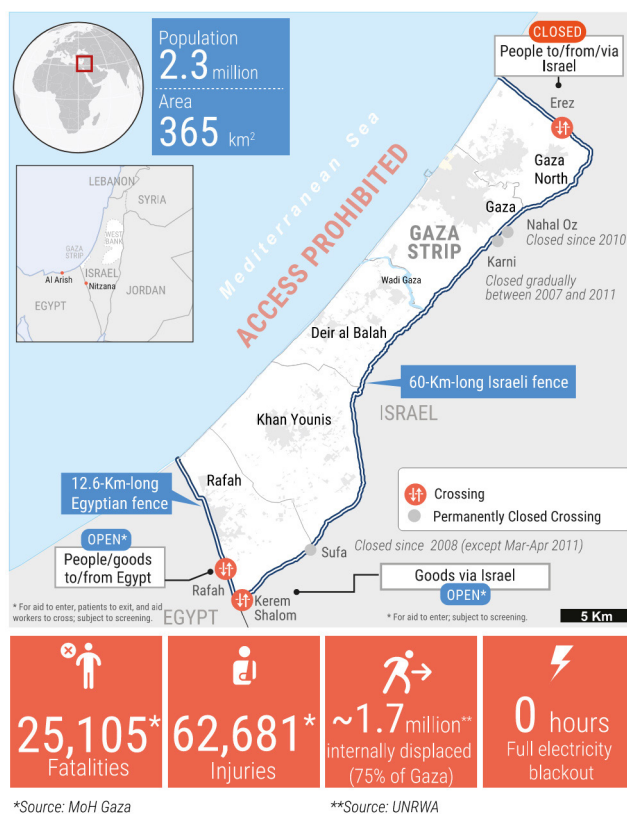 Population
2.3 million
Area
365 km²
CLOSED
People to/from/via
Israel
Erez
Gaza
North
Gaza
Nahal Oz
Closed since 2010
Karni
Closed gradually
between 2007 and 2011
Mediterranean Sea
ACCESS PROHIBITED
GAZA
STRIP
Wadi Gaza
LEBANON
SYRIA
WEST
BANK
GAZA
STRIP
Al Arish
ISRAEL
Nitzana
JORDAN
EGYPT
Deir al Balah
60-Km-long Israeli fence
ISRAEL
Khan Younis
Rafah
12.6-Km-long
Egyptian fence
Crossing
Permanently Closed Crossing
OPEN*
People/goods
to/from Egypt
Sufa
Closed since 2008 (except Mar-Apr 2011)
Goods via Israel
OPEN*
Rafah
Kerem
Shalom
* For aid to enter, patients to exit, and aid
workers to cross; subject to screening.
EGYPT
* For aid to enter; subject to screening.
5 Km
25,105*
Fatalities
62,681*
Injuries
~1.7 million**
internally displaced
(75% of Gaza)
0 hours
Full electricity
blackout
*Source: MoH Gaza
**Source: UNRWA